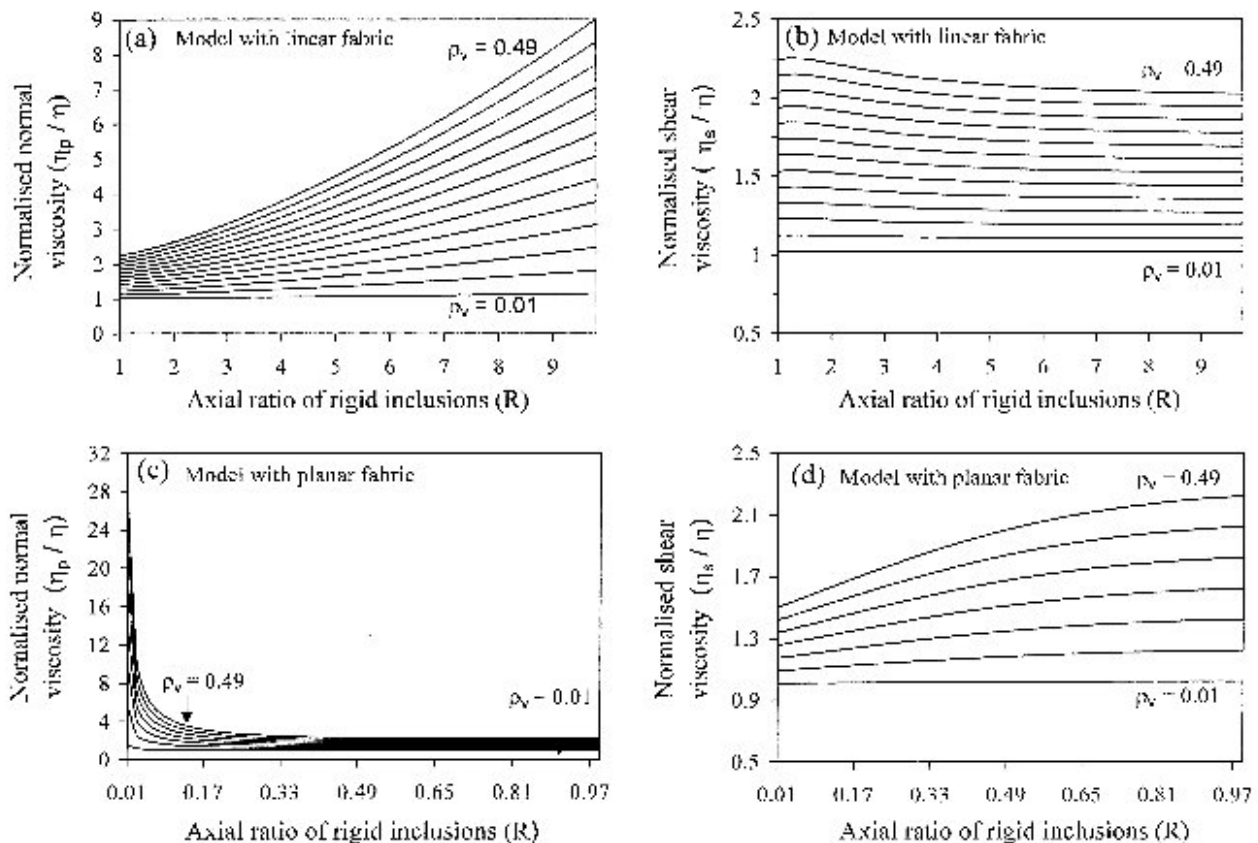 (a) Model with linear fabric
ρv = 0.49
ρv = 0.01
Normalised normal
viscosity (ηp / η)
9
8
7
6
5
4
3
2
1
0
1 2 3 4 5 6 7 8 9
Axial ratio of rigid inclusions (R)
(b) Model with linear fabric
ρv 0.49
ρv = 0.01
Normalised shear
viscosity ( ηs / η)
2.5
2
1.5
1
0.5
1 2 3 4 5 6 7 8 9
Axial ratio of rigid inclusions (R)
(c) Model with planar fabric
ρv = 0.49
ρv – 0.01
Normalised normal
viscosity (ηp / η)
32
28
24
20
16
12
8
4
0
0.01 0.17 0.33 0.49 0.65 0.81 0.97
Axial ratio of rigid inclusions (R)
(d) Model with planar fabric
ρv – 0.49
ρv = 0.01
Normalised shear
viscosity (ηs / η)
2.5
2.1
1.7
1.3
0.9
0.5
0.01 0.17 0.33 0.49 0.65 0.81 0.97
Axial ratio of rigid inclusions (R)